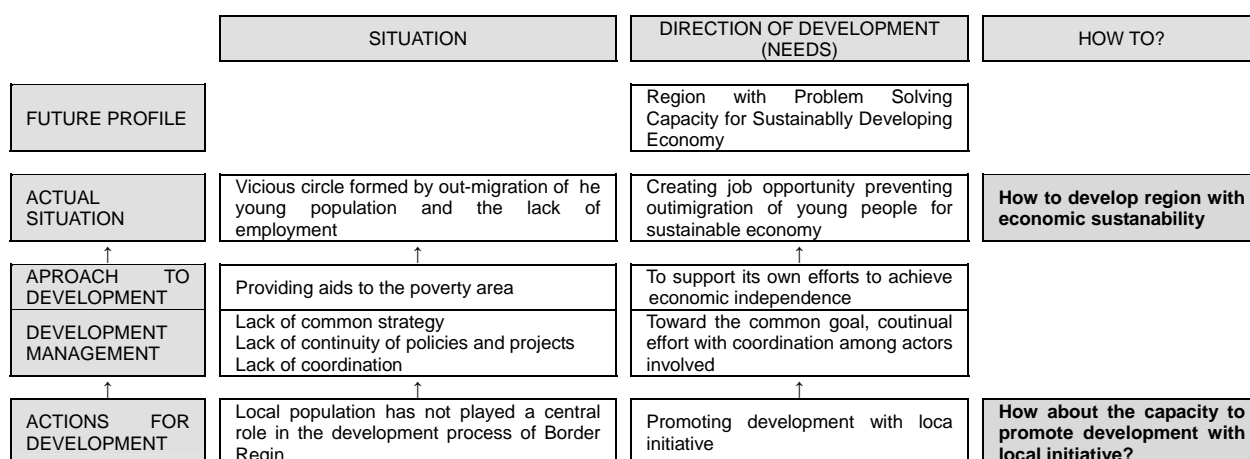 SITUATION
DIRECTION OF DEVELOPMENT
(NEEDS)
HOW TO?
FUTURE PROFILE
Region with Problem Solving
Capacity for Sustainablly Developing
Economy
ACTUAL
SITUATION
Vicious circle formed by out-migration of he
young population and the lack of
employment
Creating job opportunity preventing
outimigration of young people for
sustainable economy
How to develop region with
economic sustanability
↑
↑
↑
APROACH TO
DEVELOPMENT
Providing aids to the poverty area
To support its own efforts to achieve
economic independence
DEVELOPMENT
MANAGEMENT
Lack of common strategy
Lack of continuity of policies and projects
Lack of coordination
Toward the common goal, coutinual
effort with coordination among actors
involved
↑
↑
↑
ACTIONS FOR
DEVELOPMENT
Local population has not played a central
role in the development process of Border
Regin
Promoting development with loca
initiative
How about the capacity to
promote development with
local initiative?